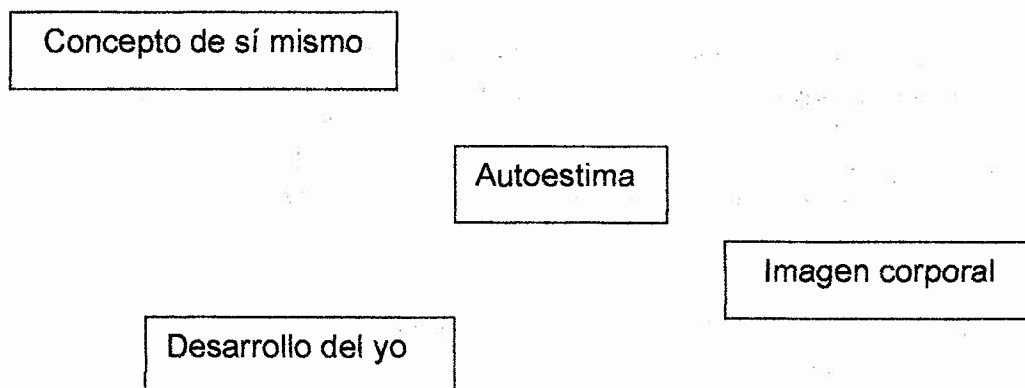 Concepto de sí mismo
Autoestima
Imagen corporal
Desarrollo del yo